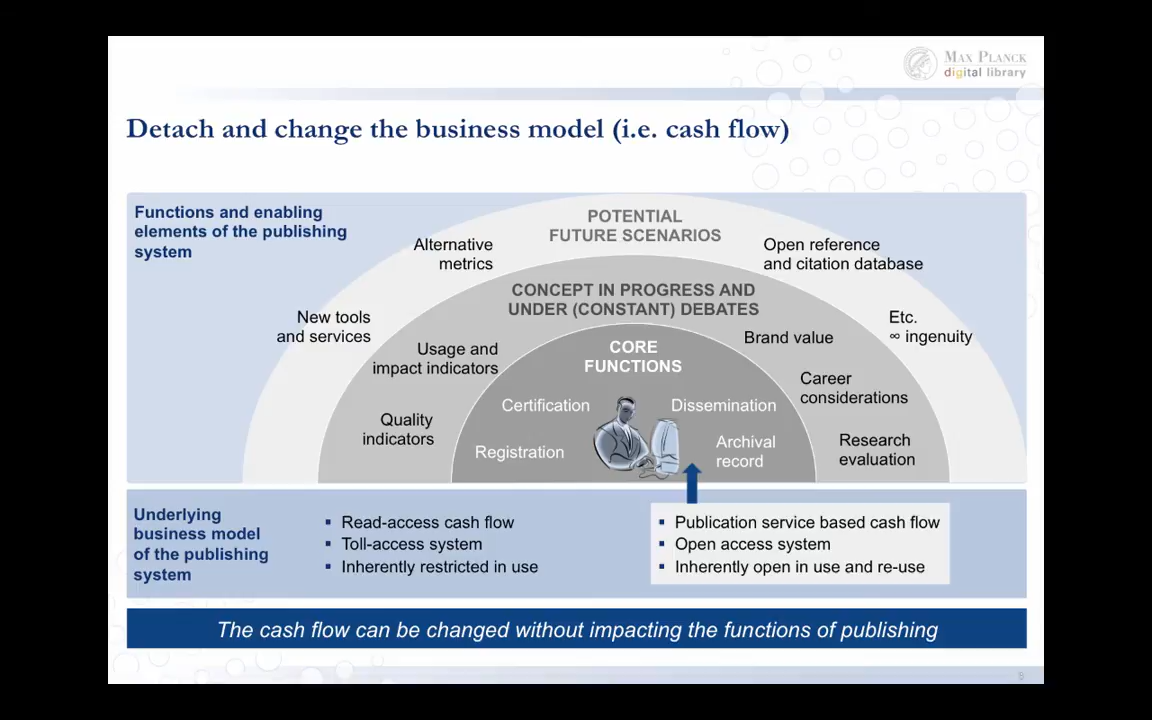 MAX PLANCK
digital library
Detach and change the business model (i.e. cash flow)
Functions and enabling
elements of the publishing
system
POTENTIAL
FUTURE SCENARIOS
Alternative
metrics
Open reference
and citation database
New tools
and services
Etc.
∞ ingenuity
CONCEPT IN PROGRESS AND
UNDER (CONSTANT) DEBATES
Usage and
impact indicators
Brand value
Quality
indicators
Career
considerations
Research
evaluation
CORE
FUNCTIONS
Certification
Dissemination
Registration
Archival
record
Underlying
business model
of the publishing
system
▪ Read-access cash flow
▪ Toll-access system
▪ Inherently restricted in use
▪ Publication service based cash flow
▪ Open access system
▪ Inherently open in use and re-use
The cash flow can be changed without impacting the functions of publishing